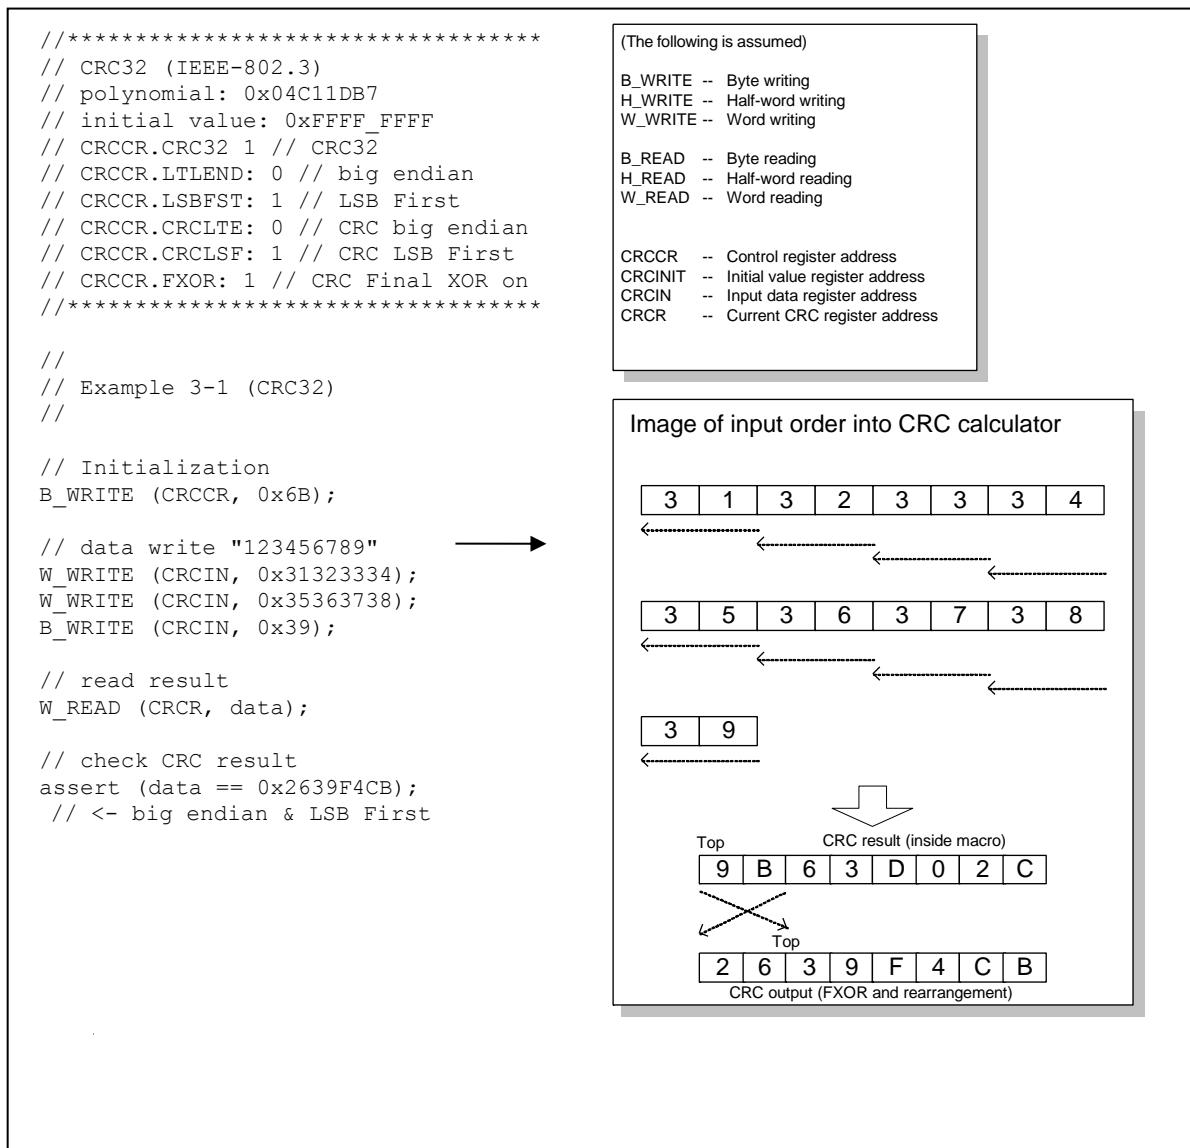 //***********************************
// CRC32 (IEEE-802.3)
// polynomial: 0x04C11DB7
// initial value: 0xFFFF_FFFF
// CRCCR.CRC32 1 // CRC32
// CRCCR.LTLEND: 0 // big endian
// CRCCR.LSBFST: 1 // LSB First
// CRCCR.CRCLTE: 0 // CRC big endian
// CRCCR.CRCLSF: 1 // CRC LSB First
// CRCCR.FXOR: 1 // CRC Final XOR on
//***********************************
//
// Example 3-1 (CRC32)
//
// Initialization
B_WRITE (CRCCR, 0x6B);
// data write "123456789"
W_WRITE (CRCIN, 0x31323334);
W_WRITE (CRCIN, 0x35363738);
B_WRITE (CRCIN, 0x39);
// read result
W_READ (CRCR, data);
// check CRC result
assert (data == 0x2639F4CB);
// <- big endian & LSB First
(The following is assumed)
B_WRITE -- Byte writing
H_WRITE -- Half-word writing
W_WRITE -- Word writing
B_READ -- Byte reading
H_READ -- Half-word reading
W_READ -- Word reading
CRCCR -- Control register address
CRCINIT -- Initial value register address
CRCIN -- Input data register address
CRCR -- Current CRC register address
Image of input order into CRC calculator
3 1 3 2 3 3 3 4
3 5 3 6 3 7 3 8
3 9
Top CRC result (inside macro)
9 B 6 3 D 0 2 C
Top
2 6 3 9 F 4 C B
CRC output (FXOR and rearrangement)